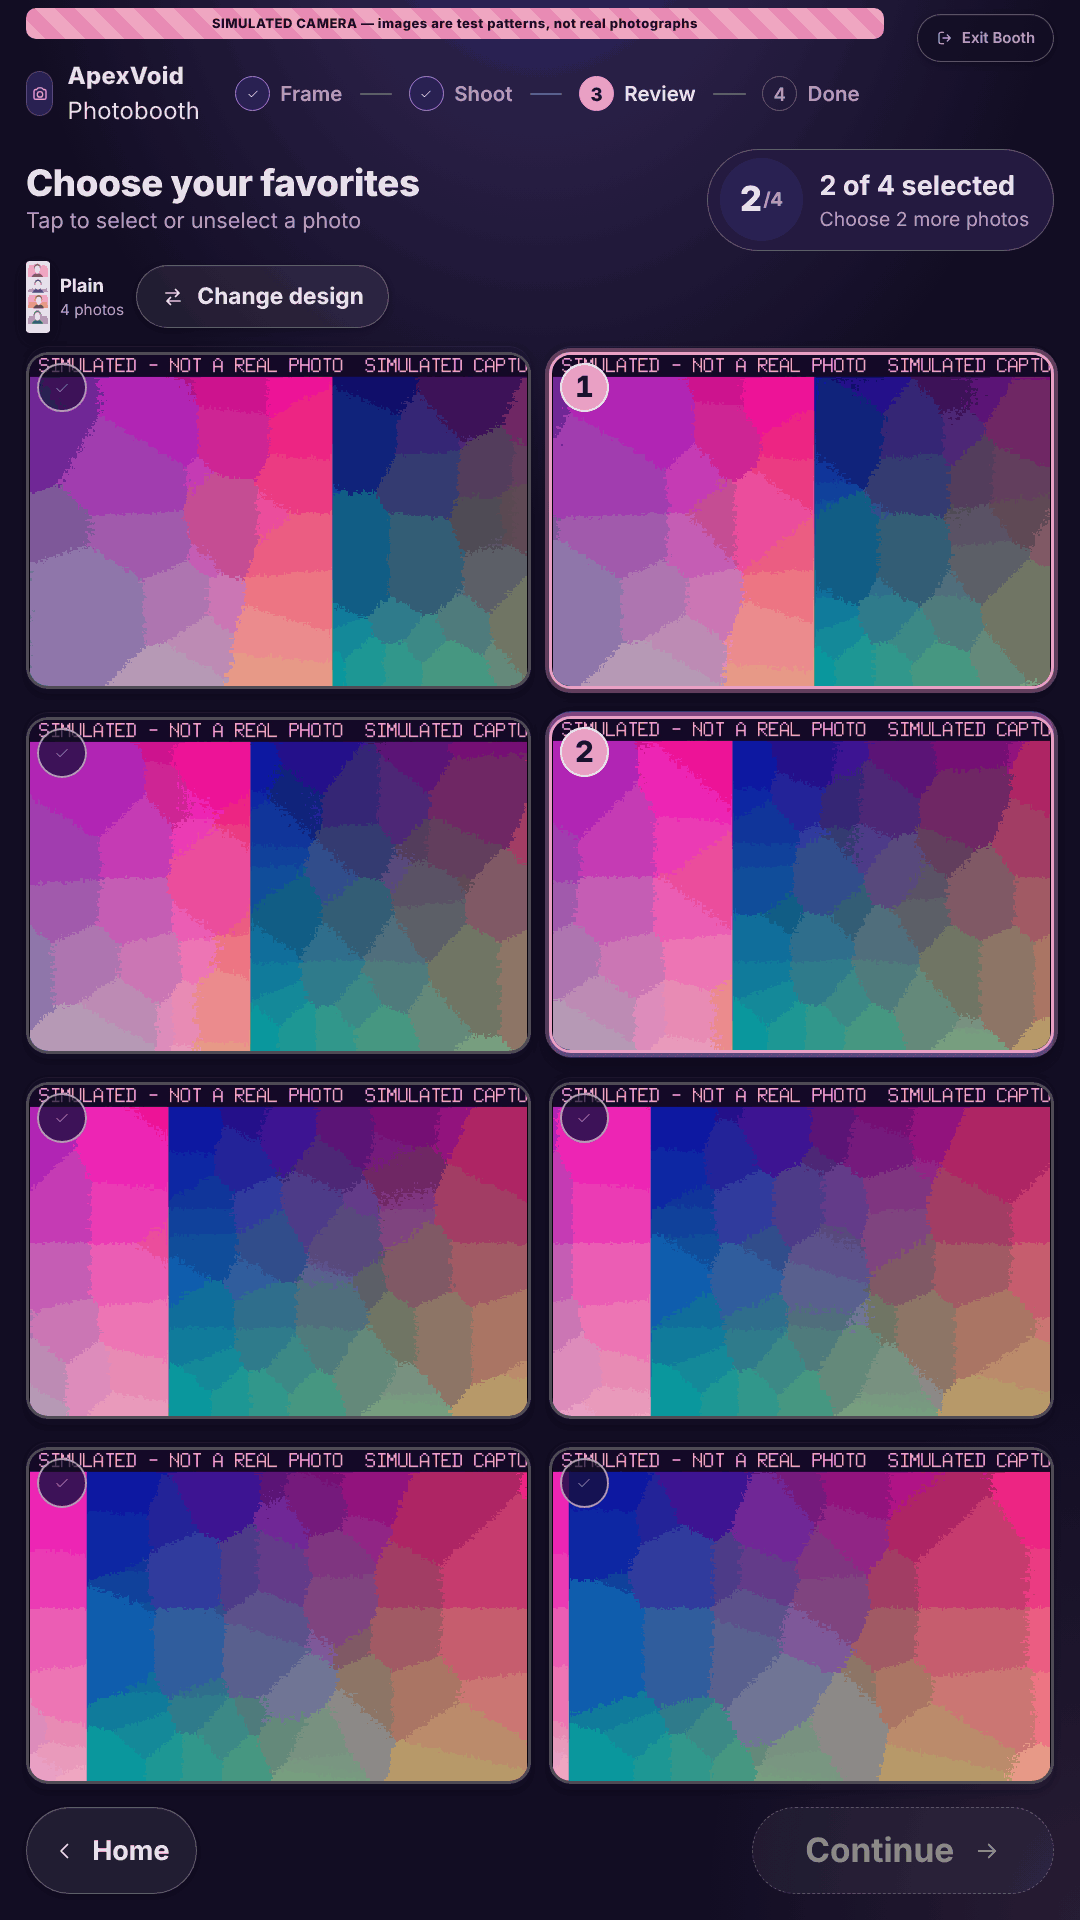 SIMULATED CAMERA — images are test patterns, not real photographs
Exit Booth
ApexVoid
Photobooth
Frame
Shoot
3 Review
4 Done
Choose your favorites
Tap to select or unselect a photo
2/4
2 of 4 selected
Choose 2 more photos
Plain
4 photos
Change design
SIMULATED - NOT A REAL PHOTO SIMULATED CAPTU
SIMULATED - NOT A REAL PHOTO SIMULATED CAPTU
1
SIMULATED - NOT A REAL PHOTO SIMULATED CAPTU
SIMULATED - NOT A REAL PHOTO SIMULATED CAPTU
2
SIMULATED - NOT A REAL PHOTO SIMULATED CAPTU
SIMULATED - NOT A REAL PHOTO SIMULATED CAPTU
SIMULATED - NOT A REAL PHOTO SIMULATED CAPTU
SIMULATED - NOT A REAL PHOTO SIMULATED CAPTU
Home
Continue